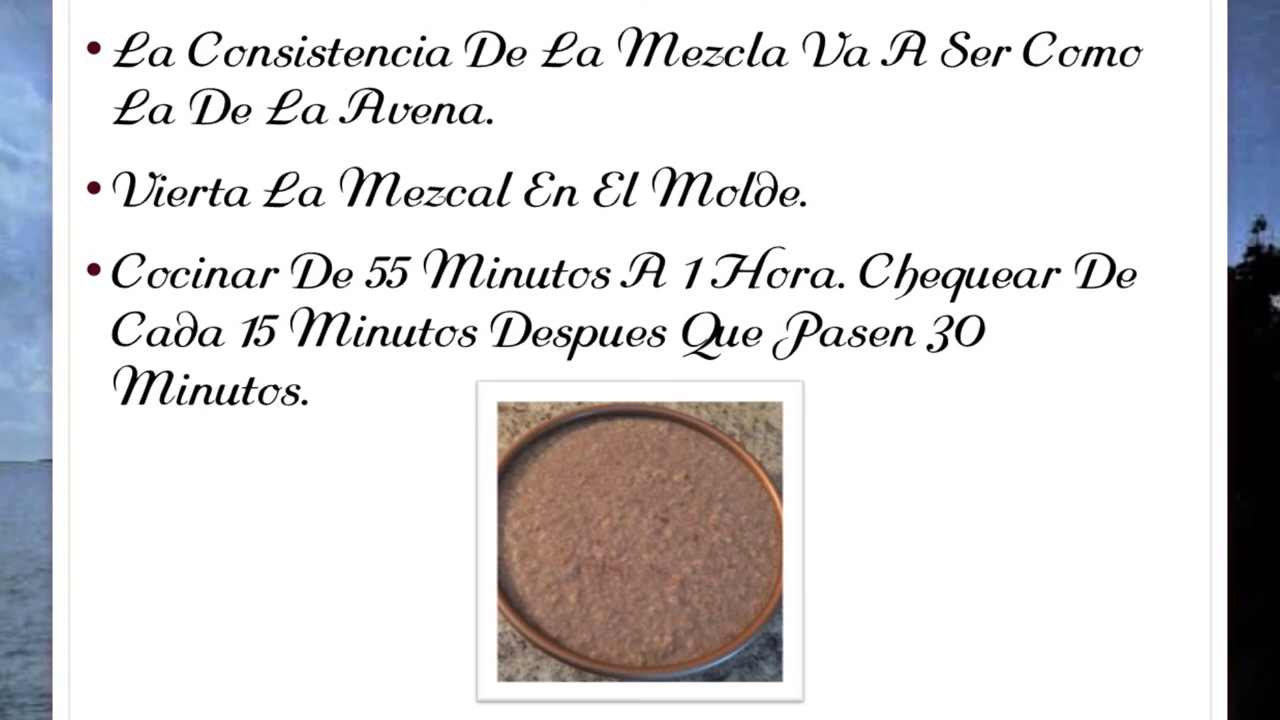 • La Consistencia De La Mezcla Va A Ser Como
La De La Avena.
• Vierta La Mezcal En El Molde.
• Cocinar De 55 Minutos A 1 Hora. Chequear De
Cada 15 Minutos Despues Que Pasen 30
Minutos.